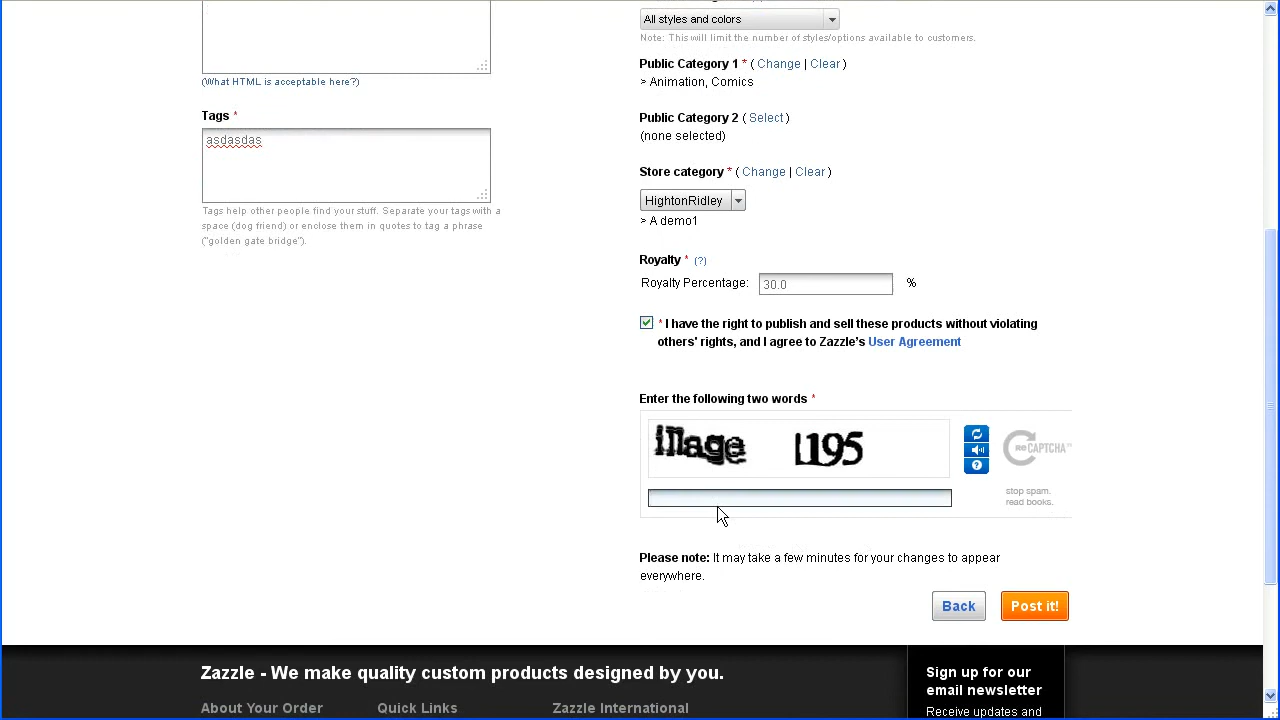 All styles and colors
Note: This will limit the number of styles/options available to customers.
(What HTML is acceptable here?)
Public Category 1 * ( Change | Clear )
> Animation, Comics
Tags *
asdasdas
Tags help other people find your stuff. Separate your tags with a
space (dog friend) or enclose them in quotes to tag a phrase
("golden gate bridge").
Public Category 2 ( Select )
(none selected)
Store category * ( Change | Clear )
HightonRidley
> A demo1
Royalty * (?)
Royalty Percentage: 30.0 %
* I have the right to publish and sell these products without violating
others' rights, and I agree to Zazzle's User Agreement
Enter the following two words *
reCAPTCHA™
stop spam.
read books.
Please note: It may take a few minutes for your changes to appear
everywhere.
Back Post it!
Zazzle - We make quality custom products designed by you.
About Your Order Quick Links Zazzle International
Sign up for our
email newsletter
Receive updates and